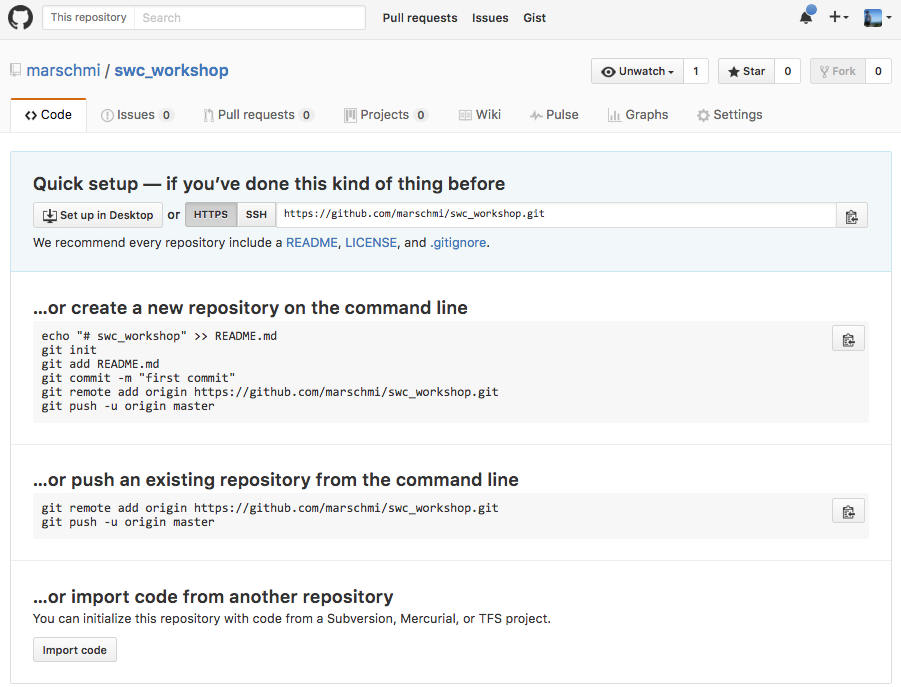 This repository Search Pull requests Issues Gist
marschmi / swc_workshop Unwatch 1 Star 0 Fork 0
Code Issues 0 Pull requests 0 Projects 0 Wiki Pulse Graphs Settings
Quick setup — if you’ve done this kind of thing before
Set up in Desktop or HTTPS SSH https://github.com/marschmi/swc_workshop.git
We recommend every repository include a README, LICENSE, and .gitignore.
…or create a new repository on the command line
echo "# swc_workshop" >> README.md
git init
git add README.md
git commit -m "first commit"
git remote add origin https://github.com/marschmi/swc_workshop.git
git push -u origin master
…or push an existing repository from the command line
git remote add origin https://github.com/marschmi/swc_workshop.git
git push -u origin master
…or import code from another repository
You can initialize this repository with code from a Subversion, Mercurial, or TFS project.
Import code